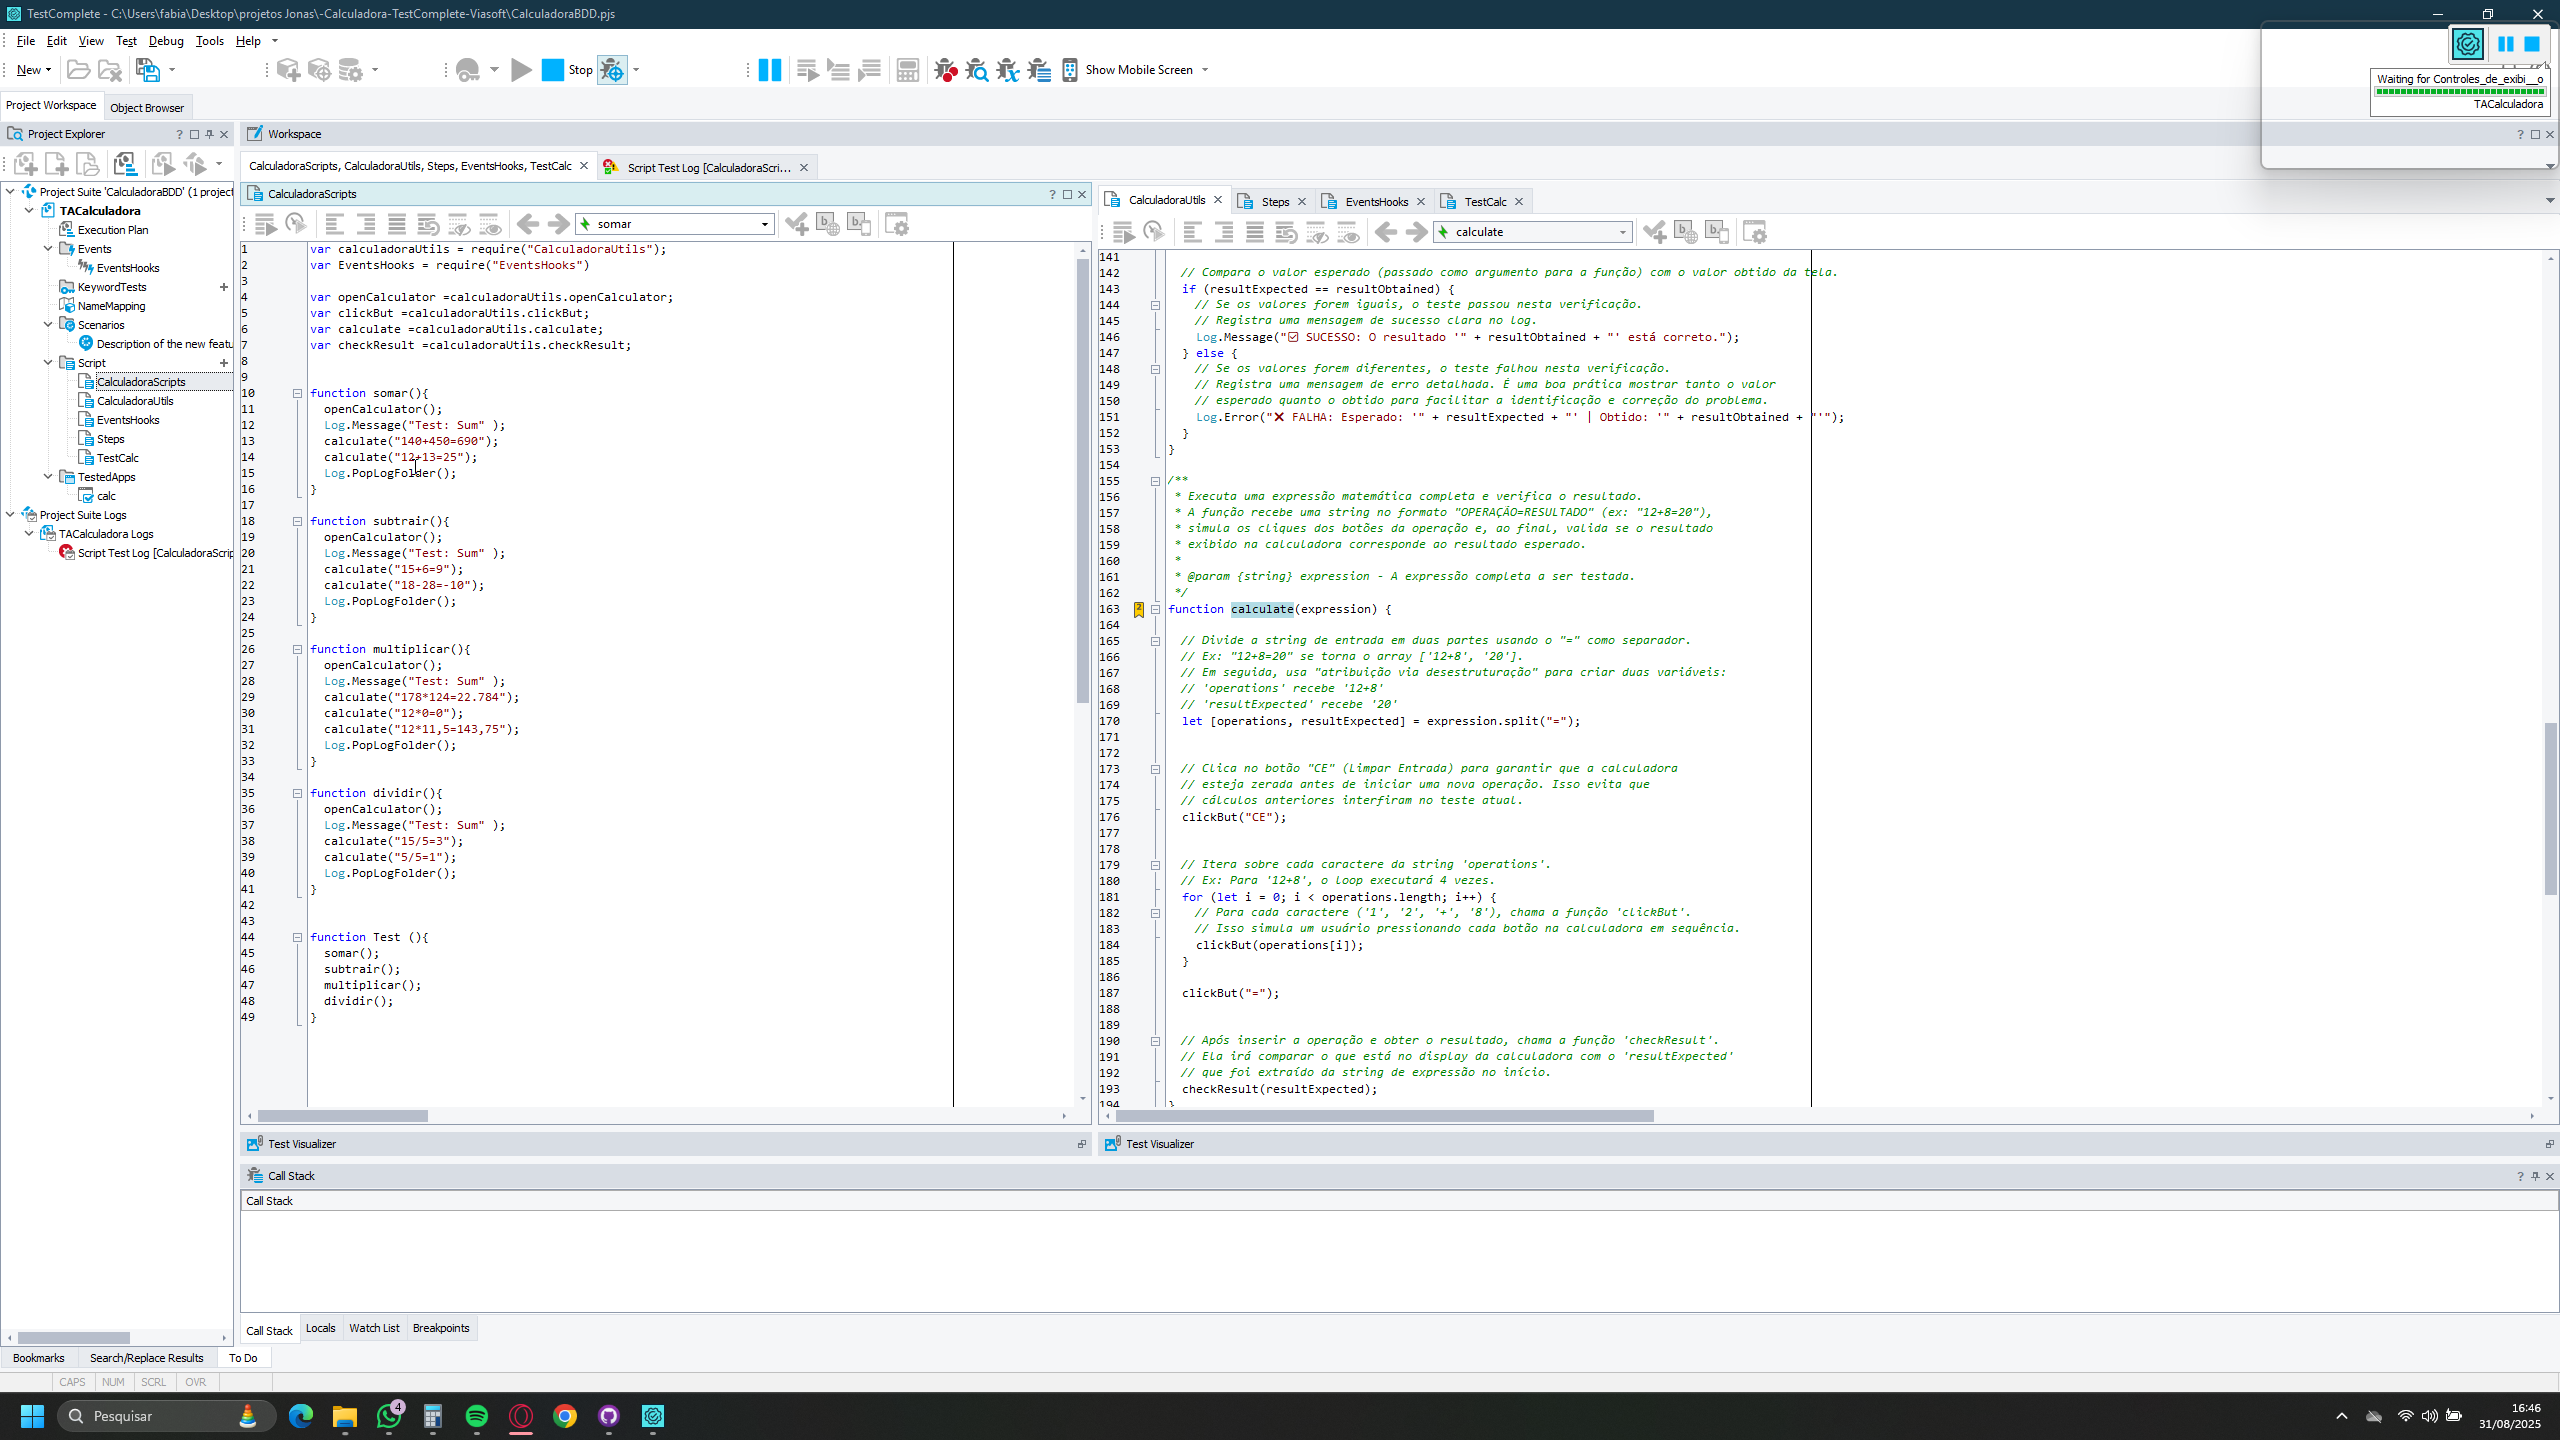 TestComplete - C:\Users\fabia\Desktop\projetos Jonas\-Calculadora-TestComplete-Viasoft\CalculadoraBDD.pjs
File Edit View Test Debug Tools Help
New
Stop
Show Mobile Screen
Waiting for Controles_de_exibi__o
TACalculadora
Project Workspace
Object Browser
Project Explorer
Workspace
CalculadoraScripts, CalculadoraUtils, Steps, EventsHooks, TestCalc
Script Test Log [CalculadoraScri...
Project Suite 'CalculadoraBDD' (1 project
TACalculadora
Execution Plan
Events
EventsHooks
KeywordTests
NameMapping
Scenarios
Description of the new featu
Script
CalculadoraScripts
CalculadoraUtils
EventsHooks
Steps
TestCalc
TestedApps
calc
Project Suite Logs
TACalculadora Logs
Script Test Log [CalculadoraScrip
CalculadoraScripts
somar
1 var calculadoraUtils = require("CalculadoraUtils");
2 var EventsHooks = require("EventsHooks")
3
4 var openCalculator =calculadoraUtils.openCalculator;
5 var clickBut =calculadoraUtils.clickBut;
6 var calculate =calculadoraUtils.calculate;
7 var checkResult =calculadoraUtils.checkResult;
8
9
10 function somar(){
11 openCalculator();
12 Log.Message("Test: Sum" );
13 calculate("140+450=690");
14 calculate("12+13=25");
15 Log.PopLogFolder();
16 }
17
18 function subtrair(){
19 openCalculator();
20 Log.Message("Test: Sum" );
21 calculate("15+6=9");
22 calculate("18-28=-10");
23 Log.PopLogFolder();
24 }
25
26 function multiplicar(){
27 openCalculator();
28 Log.Message("Test: Sum" );
29 calculate("178*124=22.784");
30 calculate("12*0=0");
31 calculate("12*11,5=143,75");
32 Log.PopLogFolder();
33 }
34
35 function dividir(){
36 openCalculator();
37 Log.Message("Test: Sum" );
38 calculate("15/5=3");
39 calculate("5/5=1");
40 Log.PopLogFolder();
41 }
42
43
44 function Test (){
45 somar();
46 subtrair();
47 multiplicar();
48 dividir();
49 }
CalculadoraUtils
Steps
EventsHooks
TestCalc
calculate
141
142 // Compara o valor esperado (passado como argumento para a função) com o valor obtido da tela.
143 if (resultExpected == resultObtained) {
144 // Se os valores forem iguais, o teste passou nesta verificação.
145 // Registra uma mensagem de sucesso clara no log.
146 Log.Message("☑ SUCESSO: O resultado '" + resultObtained + "' está correto.");
147 } else {
148 // Se os valores forem diferentes, o teste falhou nesta verificação.
149 // Registra uma mensagem de erro detalhada. É uma boa prática mostrar tanto o valor
150 // esperado quanto o obtido para facilitar a identificação e correção do problema.
151 Log.Error("❌ FALHA: Esperado: '" + resultExpected + "' | Obtido: '" + resultObtained + "'");
152 }
153 }
154
155 /**
156 * Executa uma expressão matemática completa e verifica o resultado.
157 * A função recebe uma string no formato "OPERAÇÃO=RESULTADO" (ex: "12+8=20"),
158 * simula os cliques dos botões da operação e, ao final, valida se o resultado
159 * exibido na calculadora corresponde ao resultado esperado.
160 *
161 * @param {string} expression - A expressão completa a ser testada.
162 */
163 function calculate(expression) {
164
165 // Divide a string de entrada em duas partes usando o "=" como separador.
166 // Ex: "12+8=20" se torna o array ['12+8', '20'].
167 // Em seguida, usa "atribuição via desestruturação" para criar duas variáveis:
168 // 'operations' recebe '12+8'
169 // 'resultExpected' recebe '20'
170 let [operations, resultExpected] = expression.split("=");
171
172
173 // Clica no botão "CE" (Limpar Entrada) para garantir que a calculadora
174 // esteja zerada antes de iniciar uma nova operação. Isso evita que
175 // cálculos anteriores interfiram no teste atual.
176 clickBut("CE");
177
178
179 // Itera sobre cada caractere da string 'operations'.
180 // Ex: Para '12+8', o loop executará 4 vezes.
181 for (let i = 0; i < operations.length; i++) {
182 // Para cada caractere ('1', '2', '+', '8'), chama a função 'clickBut'.
183 // Isso simula um usuário pressionando cada botão na calculadora em sequência.
184 clickBut(operations[i]);
185 }
186
187 clickBut("=");
188
189
190 // Após inserir a operação e obter o resultado, chama a função 'checkResult'.
191 // Ela irá comparar o que está no display da calculadora com o 'resultExpected'
192 // que foi extraído da string de expressão no início.
193 checkResult(resultExpected);
194 }
Test Visualizer
Test Visualizer
Call Stack
Call Stack
Call Stack
Locals
Watch List
Breakpoints
Bookmarks
Search/Replace Results
To Do
CAPS NUM SCRL OVR
Pesquisar
4
16:46
31/08/2025